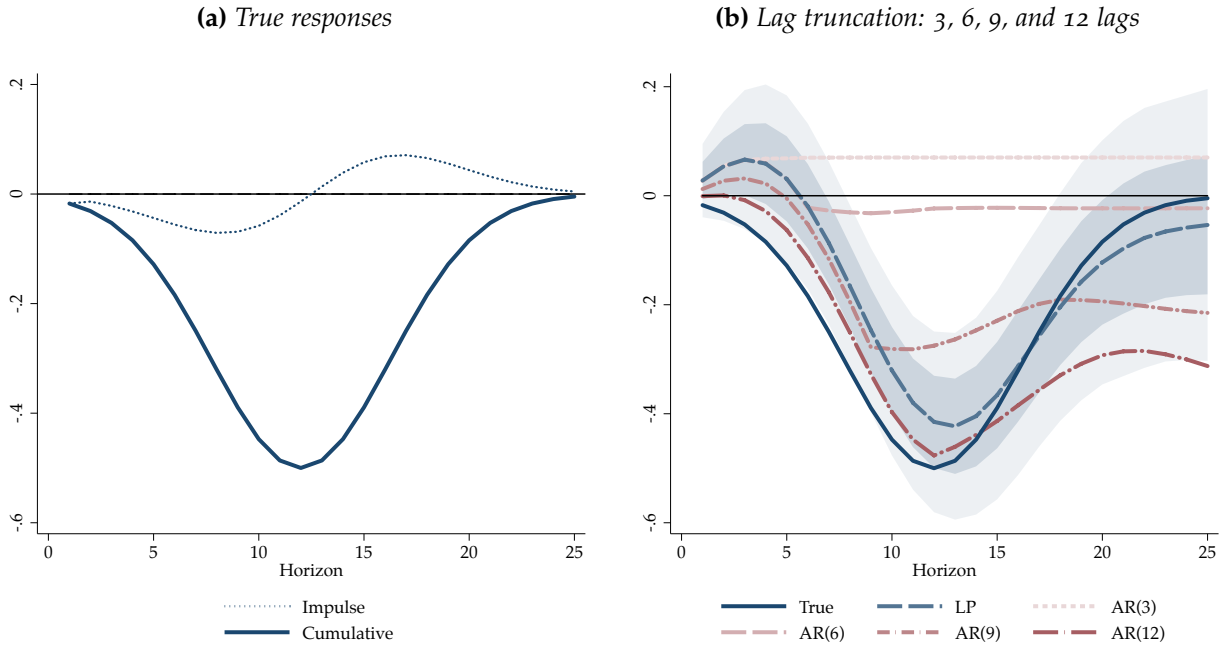 (a) True responses
.2
0
-.2
-.4
-.6
0 5 10 15 20 25
Horizon
Impulse
Cumulative
(b) Lag truncation: 3, 6, 9, and 12 lags
.2
0
-.2
-.4
-.6
0 5 10 15 20 25
Horizon
True LP AR(3)
AR(6) AR(9) AR(12)